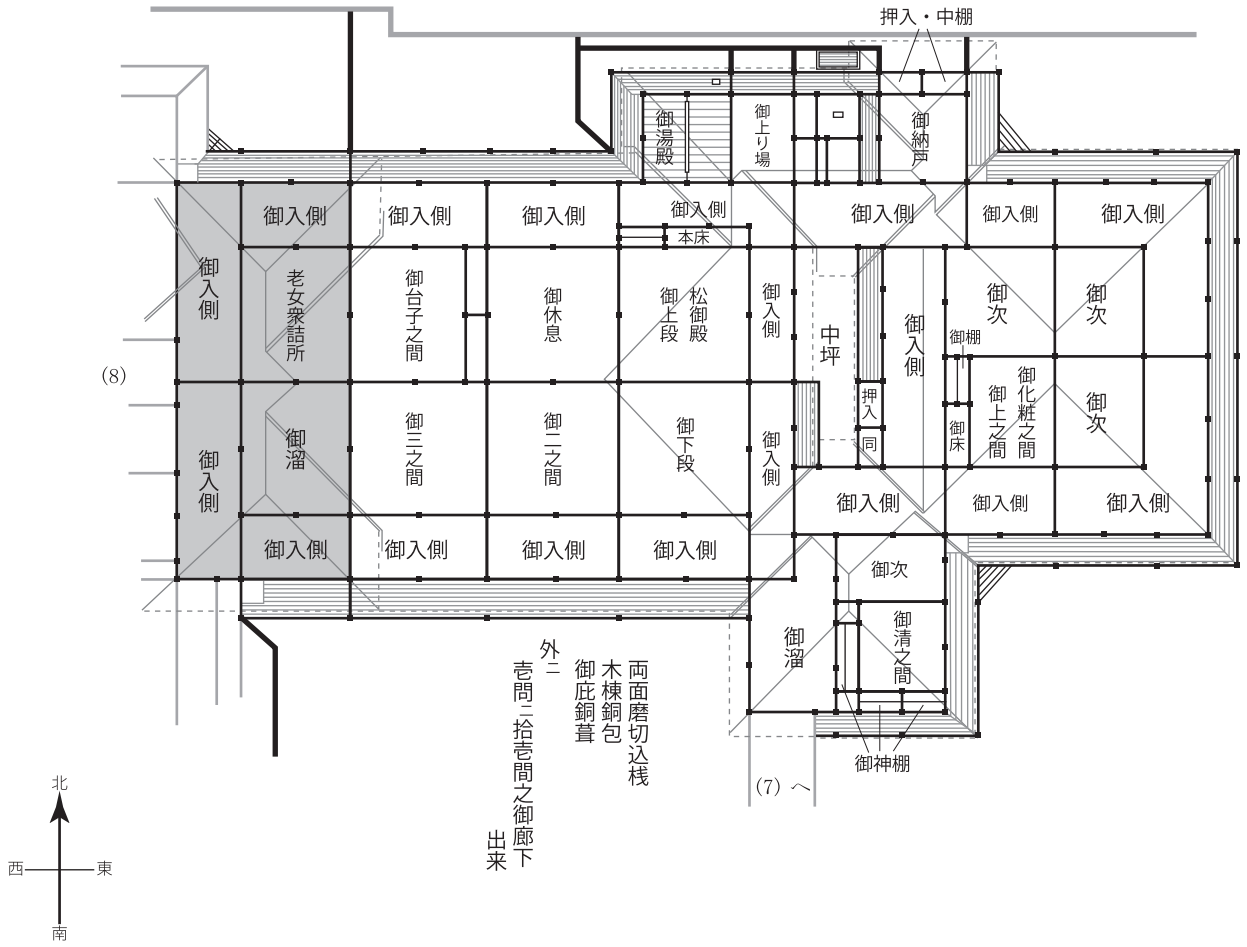 押入・中棚
御湯殿
御上り場
御納戸
御入側
御入側
御入側
御入側
御入側
御入側
御入側
本床
御入側
老女衆詰所
御台子之間
御休息
松御殿
御上段
御入側
中坪
御入側
御次
御次
御棚
(8)
押入
同
御化粧之間
御上之間
御床
御次
御入側
御溜
御三之間
御二之間
御下段
御入側
御入側
御入側
御入側
御入側
御入側
御入側
御入側
御次
御溜
御清之間
御神棚
(7)へ
両面磨切込桟
木棟銅包
御庇銅葺
外ニ
壱間ニ拾壱間之御廊下
出来
北
西
東
南